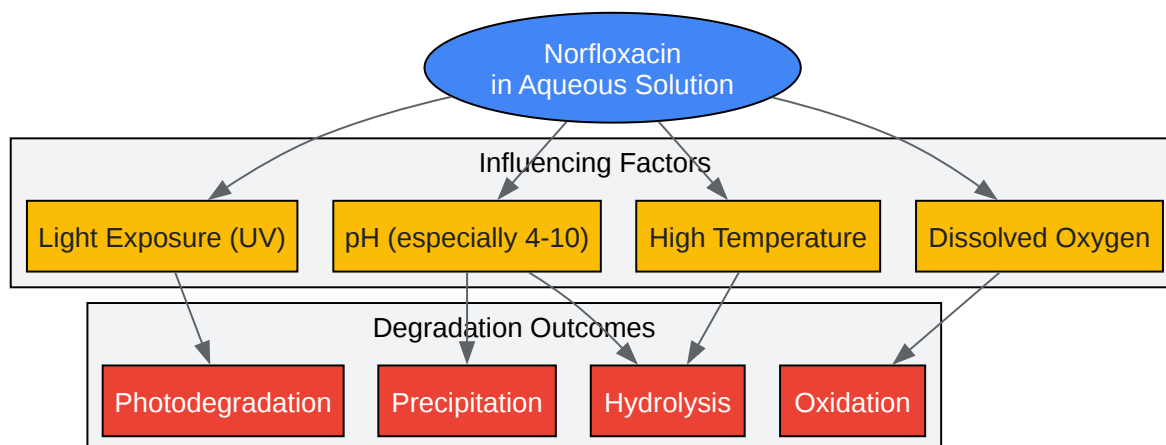 Norfloxacin
in Aqueous Solution
Influencing Factors
Light Exposure (UV)
pH (especially 4-10)
High Temperature
Dissolved Oxygen
Degradation Outcomes
Photodegradation
Precipitation
Hydrolysis
Oxidation